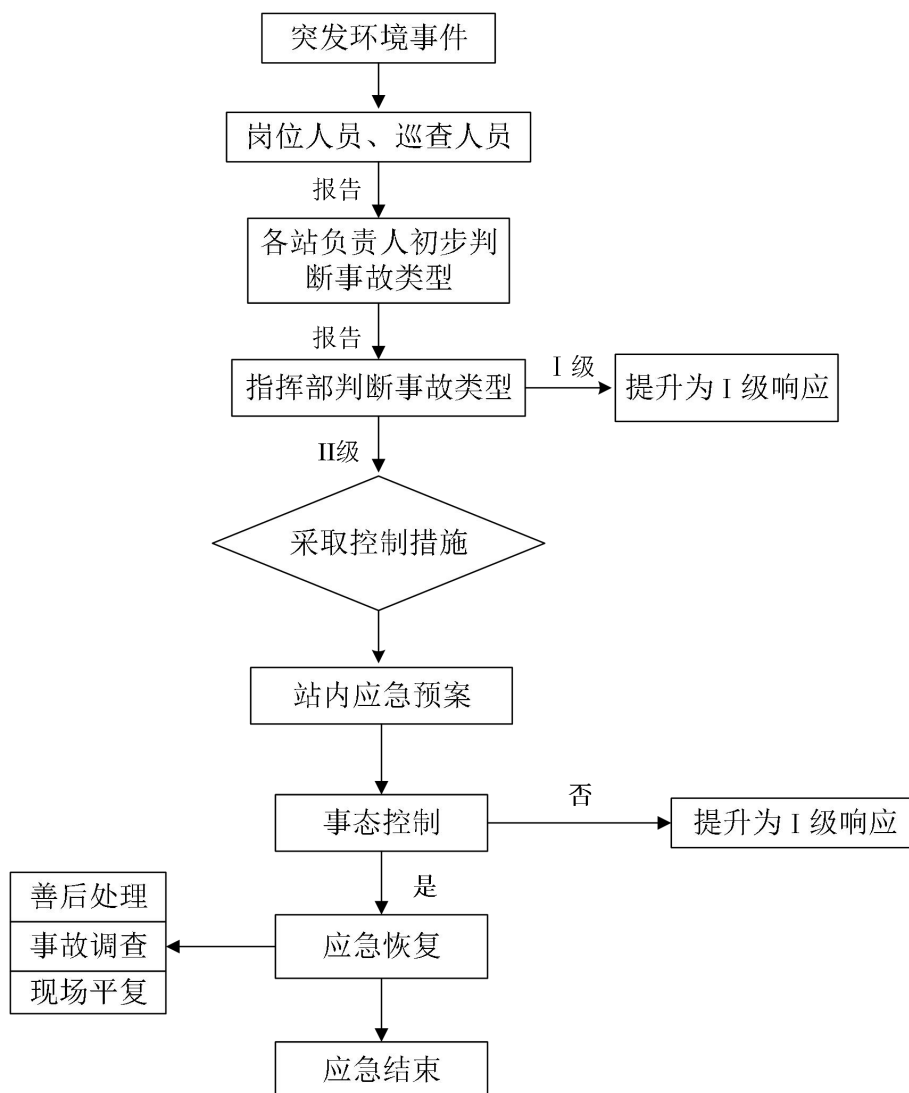 突发环境事件
岗位人员、巡查人员
报告
各站负责人初步判
断事故类型
报告
指挥部判断事故类型
I 级
提升为 I 级响应
II级
采取控制措施
站内应急预案
事态控制
否
提升为 I 级响应
是
善后处理
事故调查
现场平复
应急恢复
应急结束